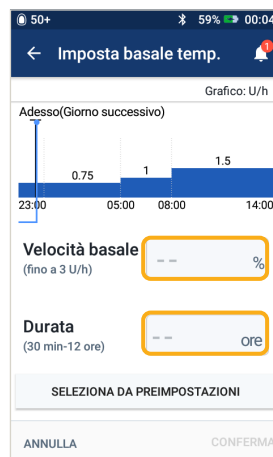 50+ 59% 00:04
Imposta basale temp. 1
Grafico: U/h
Adesso(Giorno successivo)
0.75 1 1.5
23:00 05:00 08:00 14:00
Velocità basale
(fino a 3 U/h)
-- %
Durata
(30 min-12 ore)
-- ore
SELEZIONA DA PREIMPOSTAZIONI
ANNULLA CONFERMA